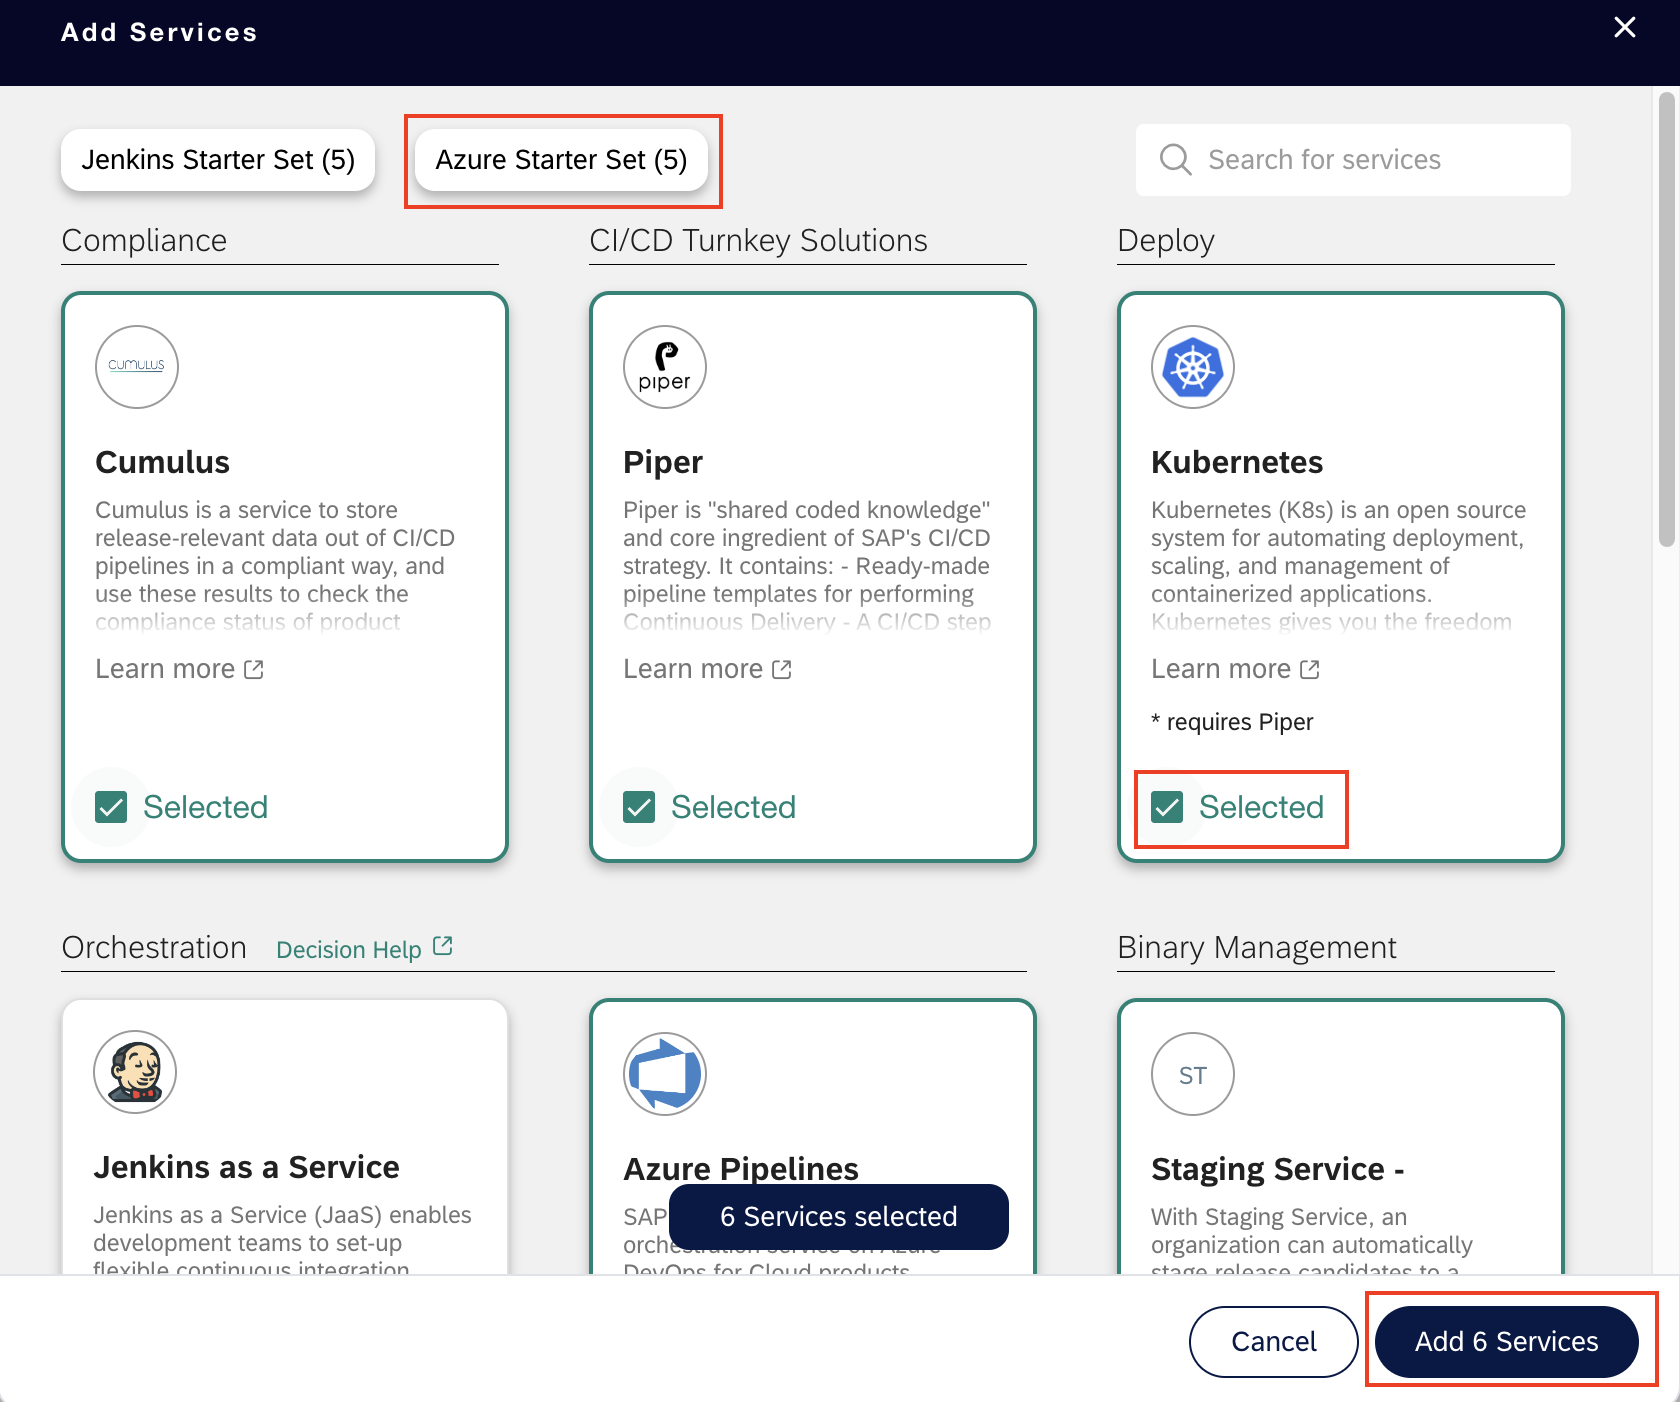 Add Services
Jenkins Starter Set (5)
Azure Starter Set (5)
Search for services
Compliance
CI/CD Turnkey Solutions
Deploy
CUMULUS
Cumulus
Cumulus is a service to store
release-relevant data out of CI/CD
pipelines in a compliant way, and
use these results to check the
compliance status of product
Learn more
Selected
piper
Piper
Piper is "shared coded knowledge"
and core ingredient of SAP's CI/CD
strategy. It contains: - Ready-made
pipeline templates for performing
Continuous Delivery - A CI/CD step
Learn more
Selected
Kubernetes
Kubernetes (K8s) is an open source
system for automating deployment,
scaling, and management of
containerized applications.
Kubernetes gives you the freedom
Learn more
* requires Piper
Selected
Orchestration
Decision Help
Binary Management
Jenkins as a Service
Jenkins as a Service (JaaS) enables
development teams to set-up
flexible continuous integration
Azure Pipelines
SAP
orchestration service on Azure
DevOps for Cloud products
6 Services selected
ST
Staging Service -
With Staging Service, an
organization can automatically
stage release candidates to a
Cancel
Add 6 Services